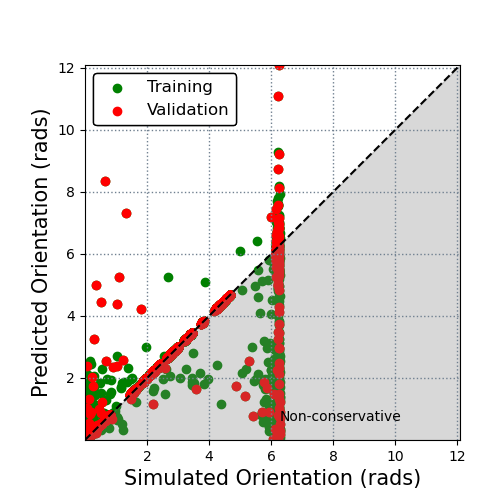 12
10
8
6
4
2
Training
Validation
Non-conservative
2
4
6
8
10
12
Simulated Orientation (rads)
Predicted Orientation (rads)